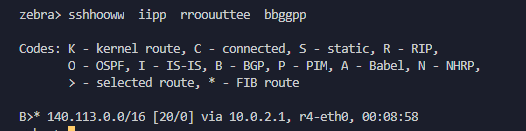 zebra> sshhooww  iipp  rroouuttee  bbggpp
Codes: K - kernel route, C - connected, S - static, R - RIP,
O - OSPF, I - IS-IS, B - BGP, P - PIM, A - Babel, N - NHRP,
> - selected route, * - FIB route
B>* 140.113.0.0/16 [20/0] via 10.0.2.1, r4-eth0, 00:08:58